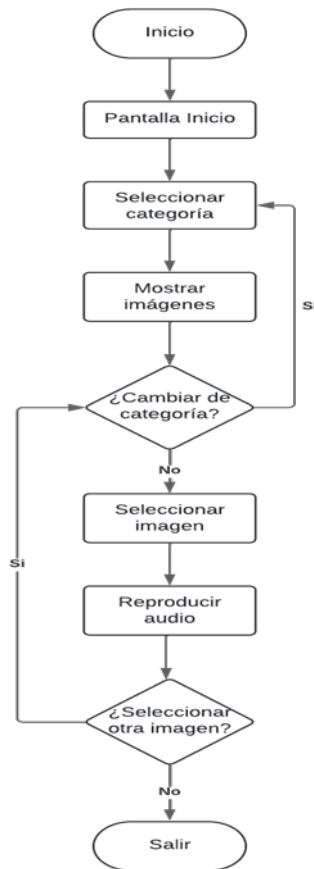 Inicio
Pantalla Inicio
Seleccionar
categoría
Mostrar
imágenes
S
¿Cambiar de
categoría?
No
Seleccionar
imagen
Si
Reproducir
audio
¿Seleccionar
otra imagen?
No
Salir